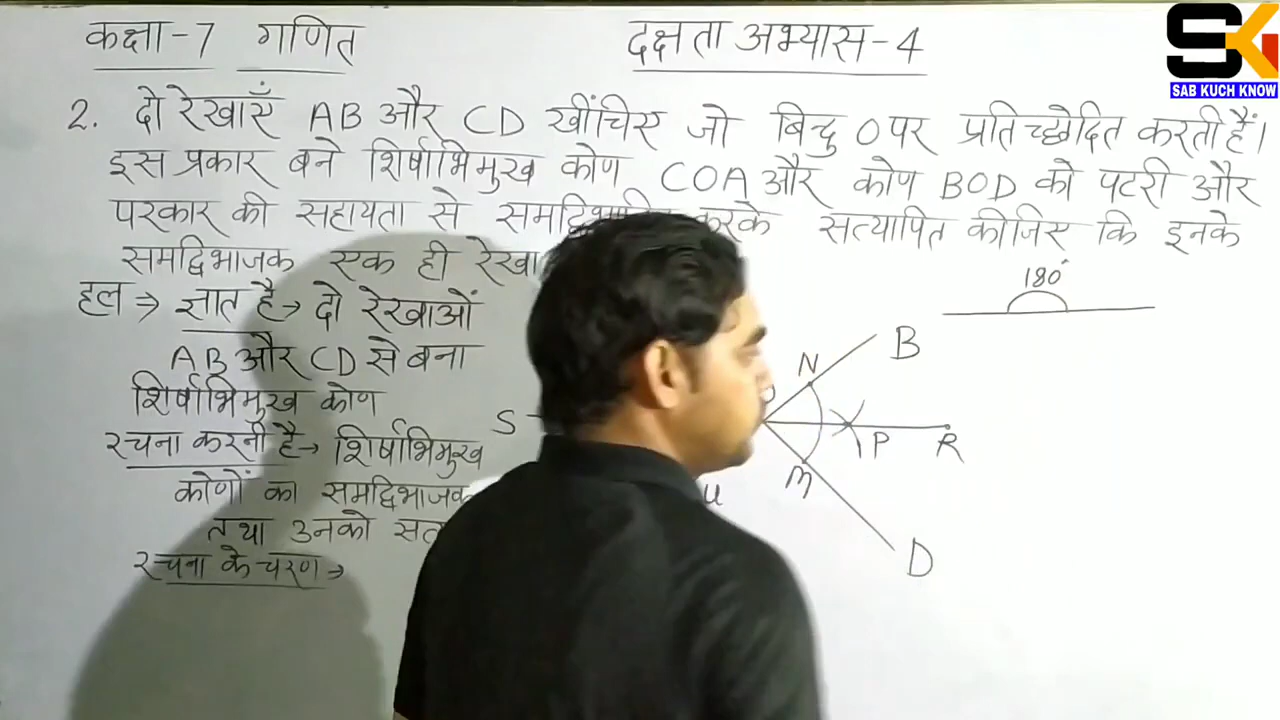 कक्षा-7 गणित
दक्षता अभ्यास-4
SK
SAB KUCH KNOW
2. दो रेखाएँ AB और CD खींचिए जो बिन्दु O पर प्रतिच्छेदित करती हैं।
इस प्रकार बने शिर्षाभिमुख कोण COA और कोण BOD को पटरी और
परकार की सहायता से करके सत्यापित कीजिए कि इनके
समद्विभाजक एक ही रेखा
हल ⇒ ज्ञात है→ दो रेखाओं
AB और CD से बना
शिर्षाभिमुख कोण
रचना करनी है→ शिर्षाभिमुख
कोणों का समद्विभाजक
तथा उनको
रचना के चरण ⇒
180°
B
N
S
P
R
M
u
D